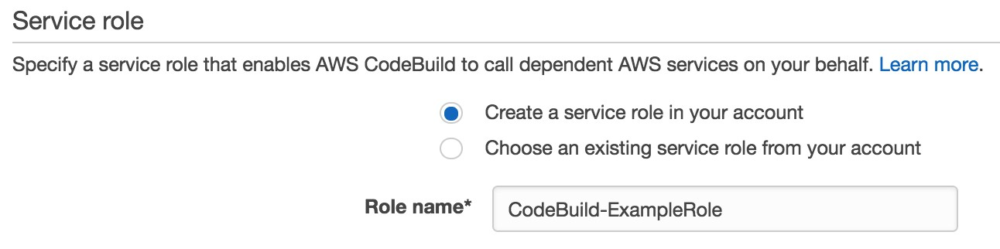 Service role
Specify a service role that enables AWS CodeBuild to call dependent AWS services on your behalf. Learn more.
Create a service role in your account
Choose an existing service role from your account
Role name* CodeBuild-ExampleRole